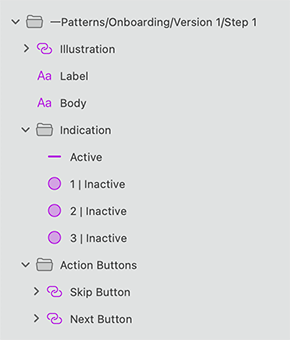 —Patterns/Onboarding/Version 1/Step 1
Illustration
Aa Label
Aa Body
Indication
Active
1 | Inactive
2 | Inactive
3 | Inactive
Action Buttons
Skip Button
Next Button